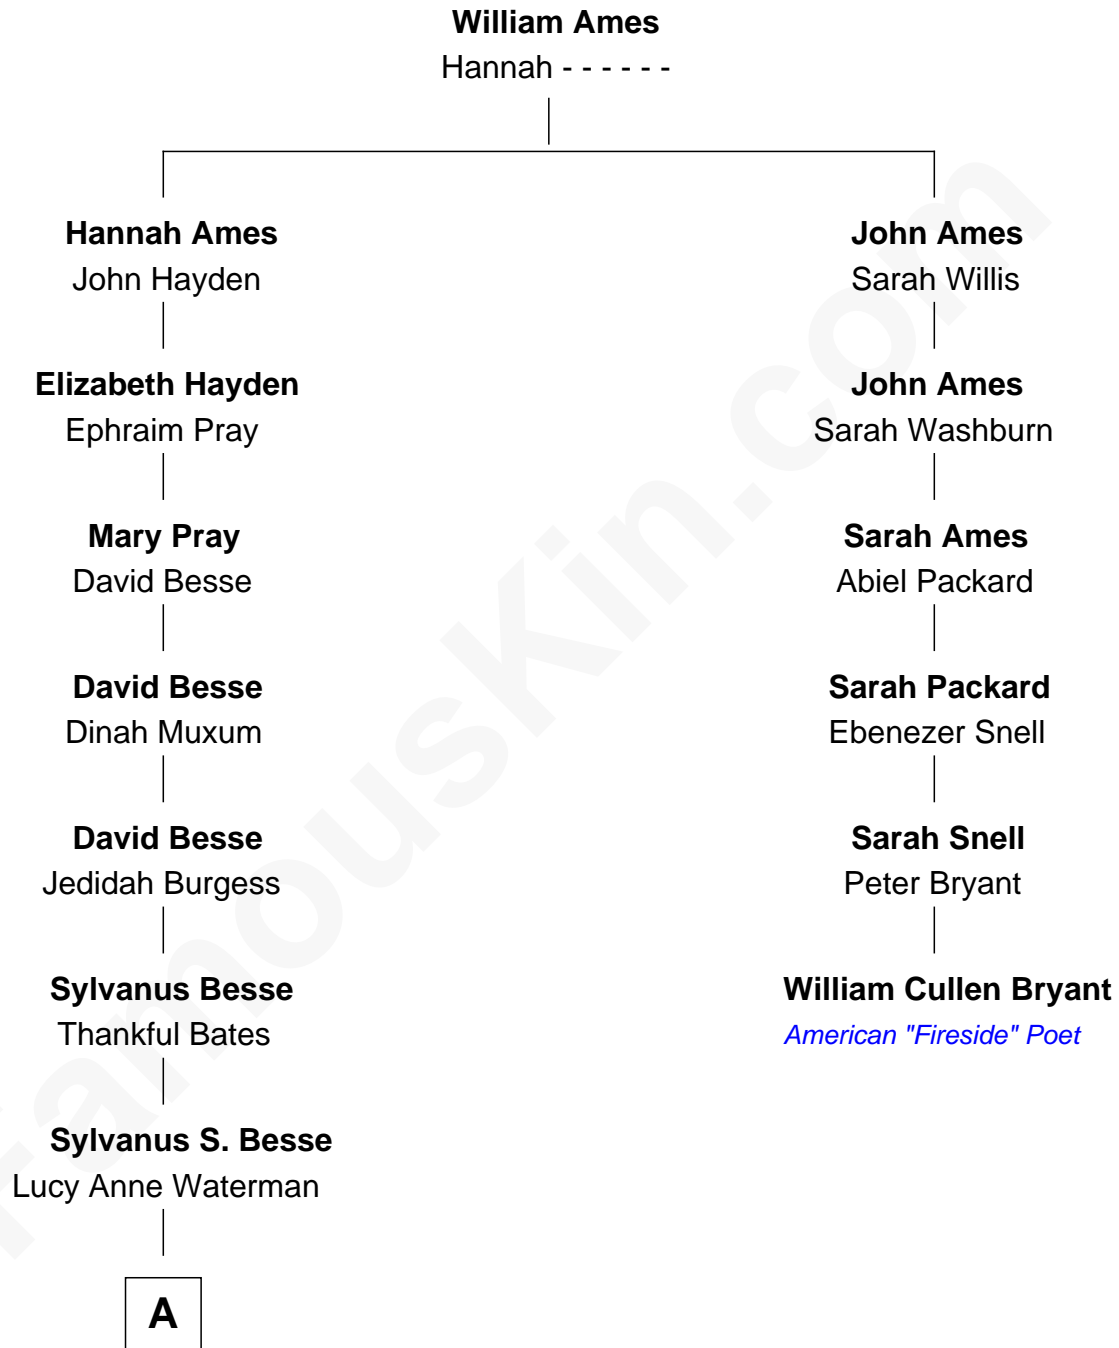 William Ames
Hannah - - - - - -
Hannah Ames
John Hayden
John Ames
Sarah Willis
Elizabeth Hayden
Ephraim Pray
John Ames
Sarah Washburn
Mary Pray
David Besse
Sarah Ames
Abiel Packard
David Besse
Dinah Muxum
Sarah Packard
Ebenezer Snell
David Besse
Jedidah Burgess
Sarah Snell
Peter Bryant
Sylvanus Besse
Thankful Bates
William Cullen Bryant
American "Fireside" Poet
Sylvanus S. Besse
Lucy Anne Waterman
A
FamousKin.com